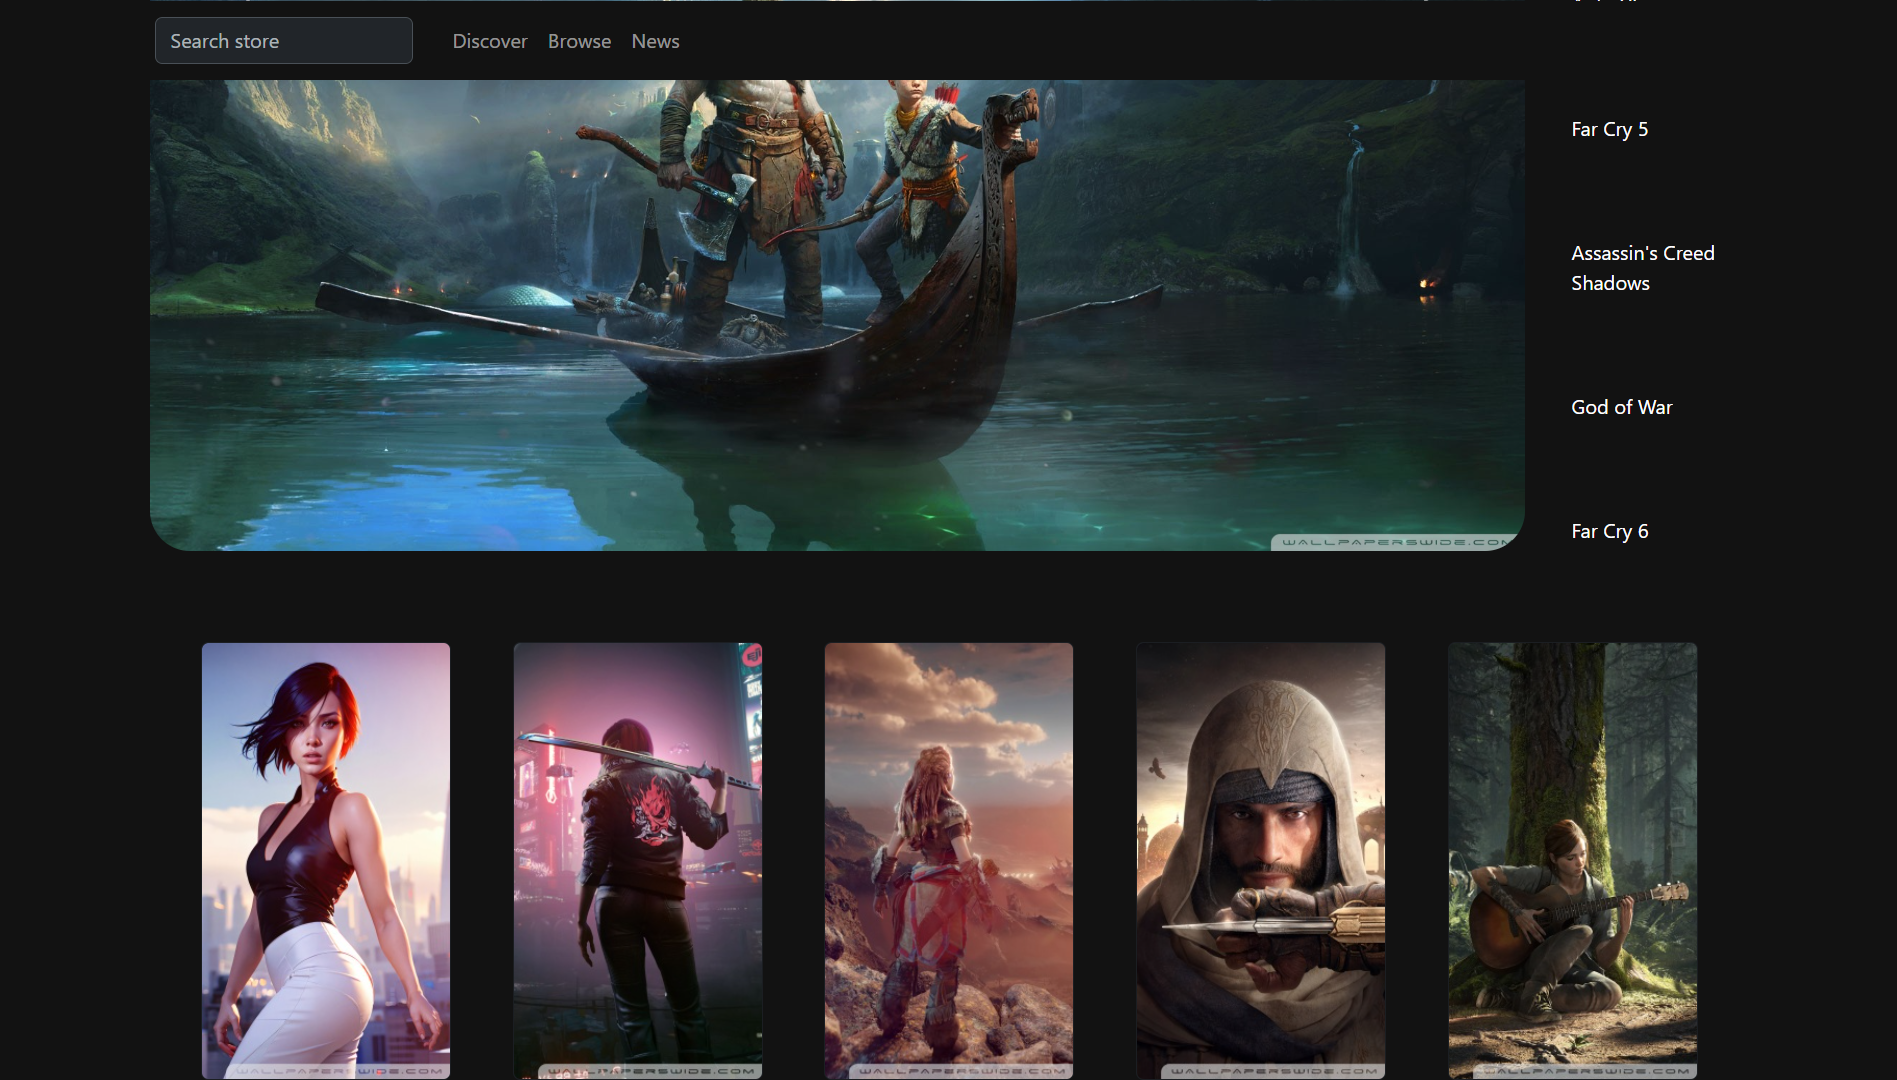 Search store
Discover Browse News
Far Cry 5
Assassin's Creed
Shadows
God of War
Far Cry 6
WALLPAPERSWIDE.COM
WALLPAPERSWIDE.COM
WALLPAPERSWIDE.COM
WALLPAPERSWIDE.COM
WALLPAPERSWIDE.COM
WALLPAPERSWIDE.COM